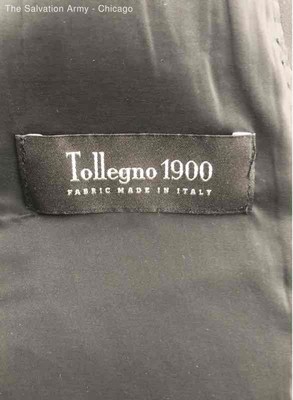 The Salvation Army - Chicago
Tollegno 1900
FABRIC MADE IN ITALY